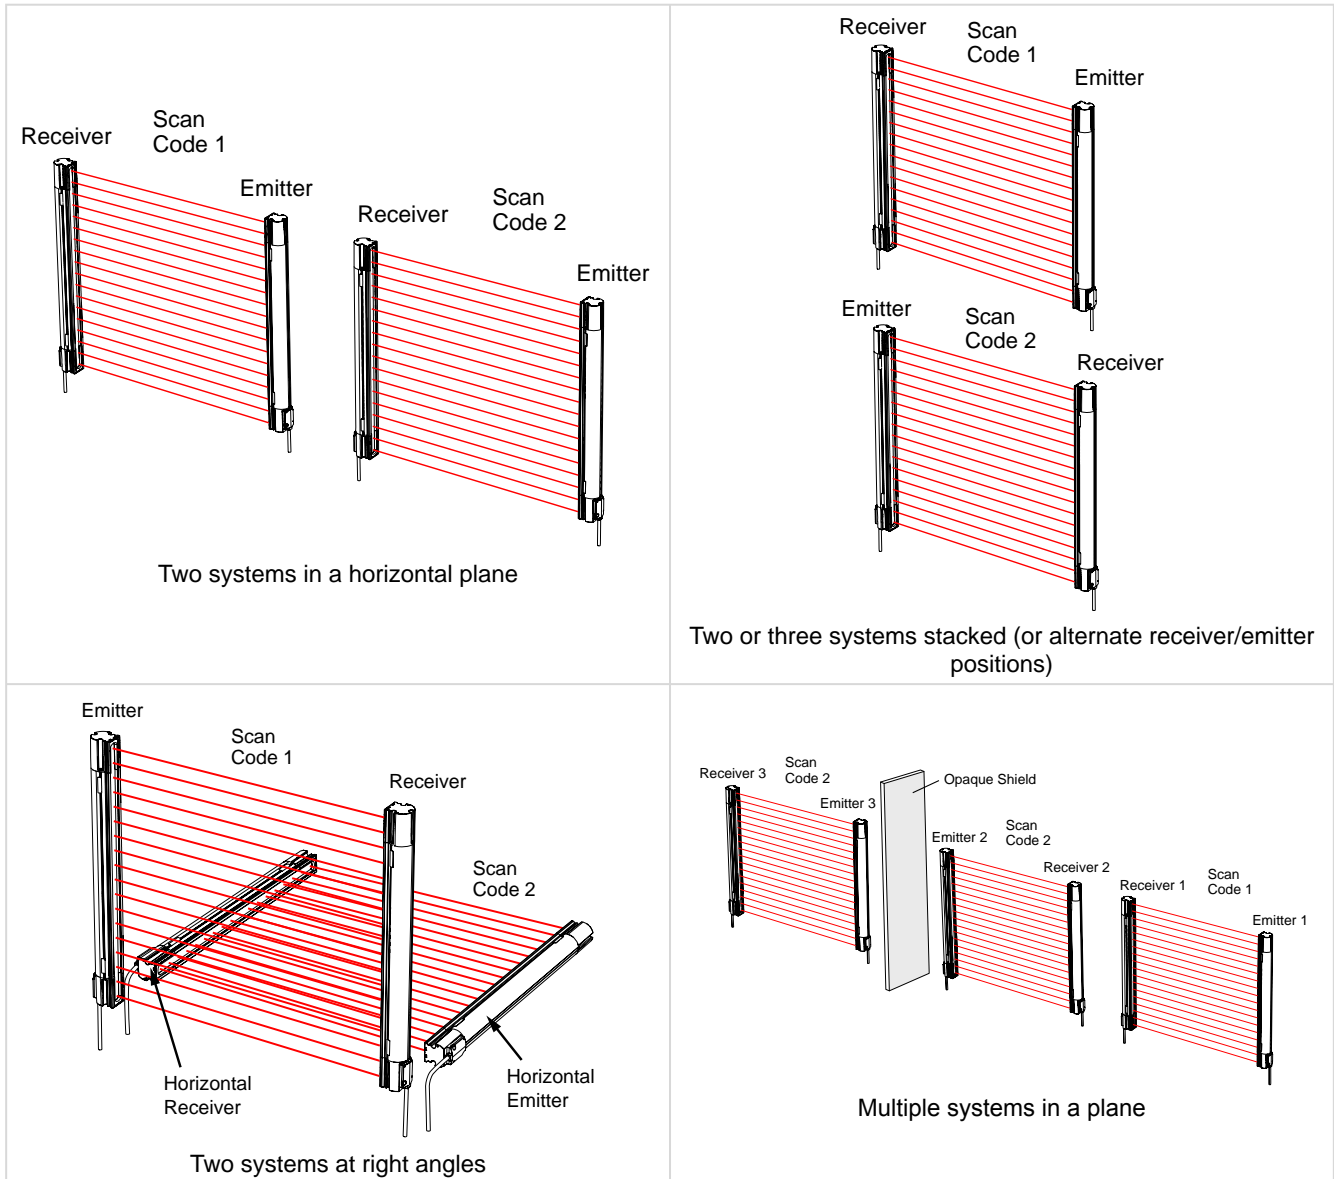 Receiver
Scan
Code 1
Emitter
Receiver
Scan
Code 2
Emitter
Two systems in a horizontal plane
Receiver
Scan
Code 1
Emitter
Emitter
Scan
Code 2
Receiver
Two or three systems stacked (or alternate receiver/emitter
positions)
Emitter
Scan
Code 1
Receiver
Scan
Code 2
Horizontal
Receiver
Horizontal
Emitter
Two systems at right angles
Receiver 3
Scan
Code 2
Emitter 3
Opaque Shield
Emitter 2
Scan
Code 2
Receiver 2
Receiver 1
Scan
Code 1
Emitter 1
Multiple systems in a plane